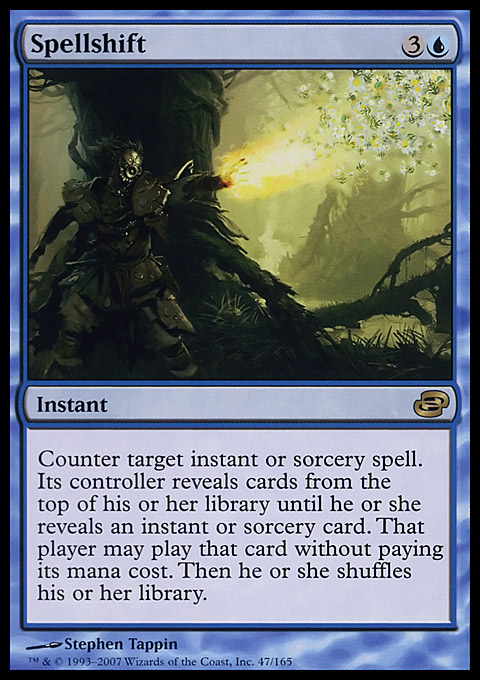 Spellshift 3
Instant
Counter target instant or sorcery spell.
Its controller reveals cards from the
top of his or her library until he or she
reveals an instant or sorcery card. That
player may play that card without paying
its mana cost. Then he or she shuffles
his or her library.
Stephen Tappin
™ & © 1993–2007 Wizards of the Coast, Inc. 47/165